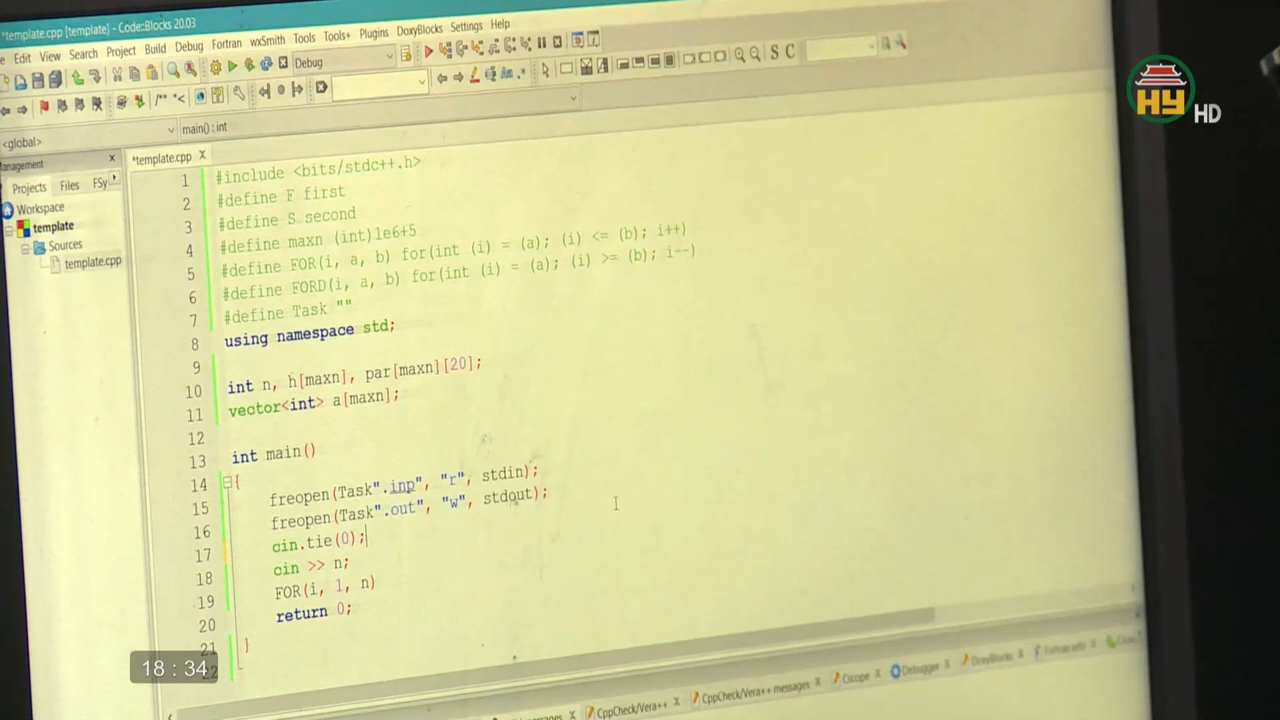 *template.cpp [template] - Code::Blocks 20.03
Edit View Search Project Build Debug Fortran wxSmith Tools Tools+ Plugins DoxyBlocks Settings Help
Debug
S C
<global>
main() : int
Projects Files FSy
Workspace
template
Sources
template.cpp
*template.cpp X
1 #include <bits/stdc++.h>
2 #define F first
3 #define S second
4 #define maxn (int)1e6+5
5 #define FOR(i, a, b) for(int (i) = (a); (i) <= (b); i++)
6 #define FORD(i, a, b) for(int (i) = (a); (i) >= (b); i--)
7 #define Task ""
8 using namespace std;
9
10 int n, h[maxn], par[maxn][20];
11 vector<int> a[maxn];
12
13 int main()
14 {
15 freopen(Task".inp", "r", stdin);
16 freopen(Task".out", "w", stdout);
17 cin.tie(0);
18 cin >> n;
19 FOR(i, 1, n)
20 return 0;
21 }
22
CppCheck/Vera++ X CppCheck/Vera++ messages X Cscope X Debugger X DoxyBlocks X Fortran info X
HY HD
18 : 34